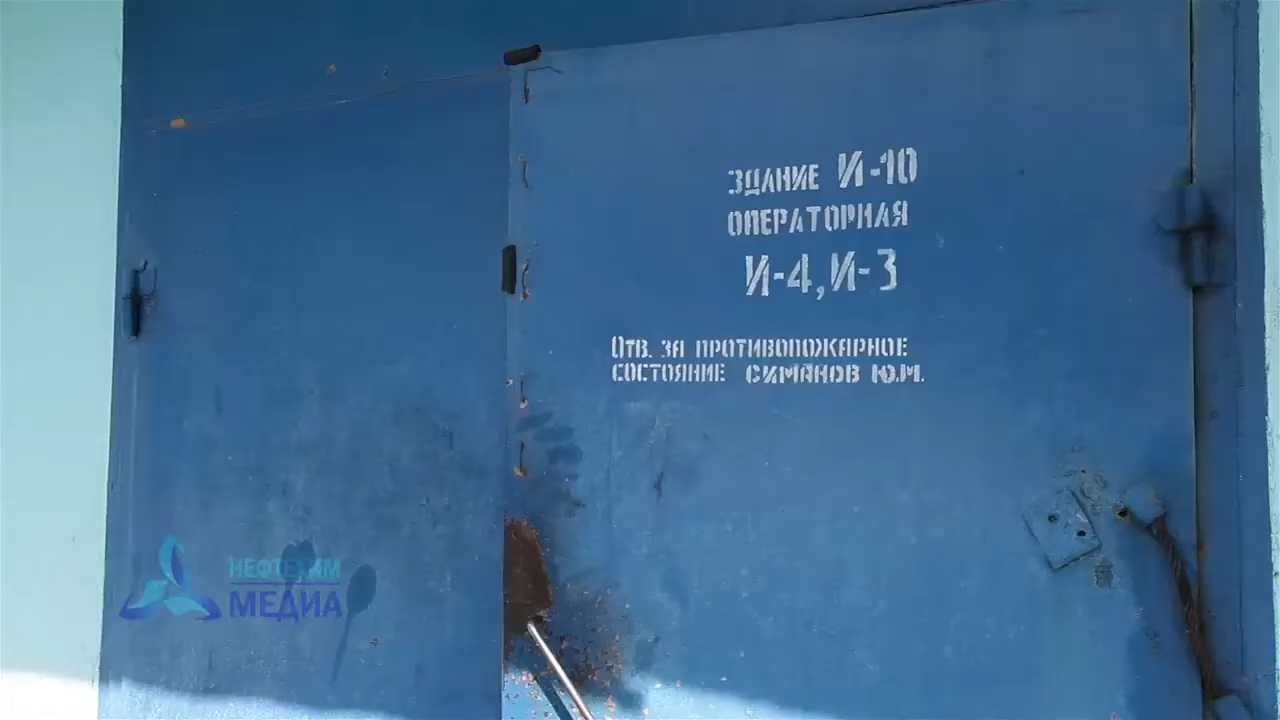 ЗДАНИЕ И-10
ОПЕРАТОРНАЯ
И-4, И-3
ОТВ. ЗА ПРОТИВОПОЖАРНОЕ
СОСТОЯНИЕ СИМАНОВ Ю.М.
НЕФТЕХИМ
МЕДИА